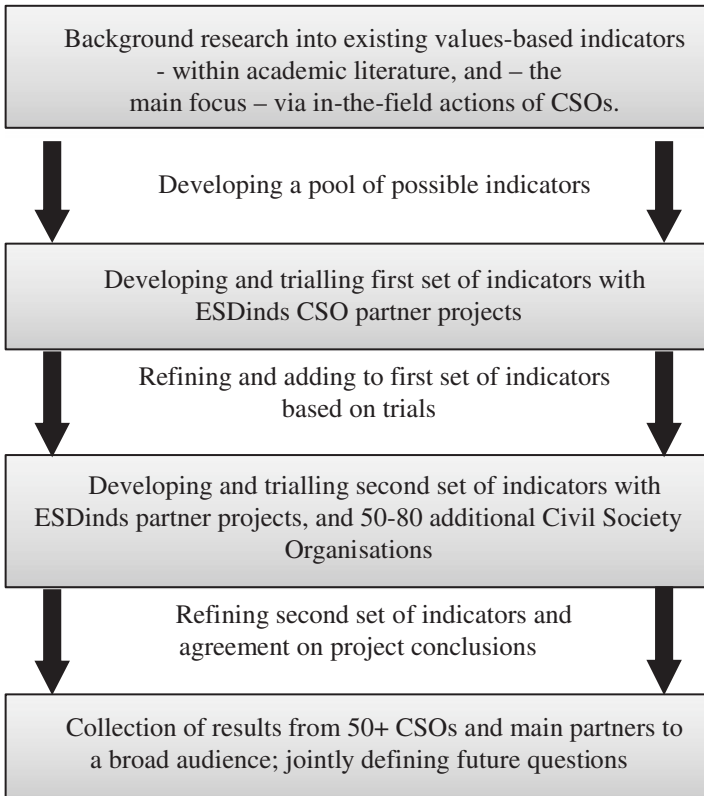 Background research into existing values-based indicators
- within academic literature, and – the
main focus – via in-the-field actions of CSOs.
Developing a pool of possible indicators
Developing and trialling first set of indicators with
ESDinds CSO partner projects
Refining and adding to first set of indicators
based on trials
Developing and trialling second set of indicators with
ESDinds partner projects, and 50-80 additional Civil Society
Organisations
Refining second set of indicators and
agreement on project conclusions
Collection of results from 50+ CSOs and main partners to
a broad audience; jointly defining future questions